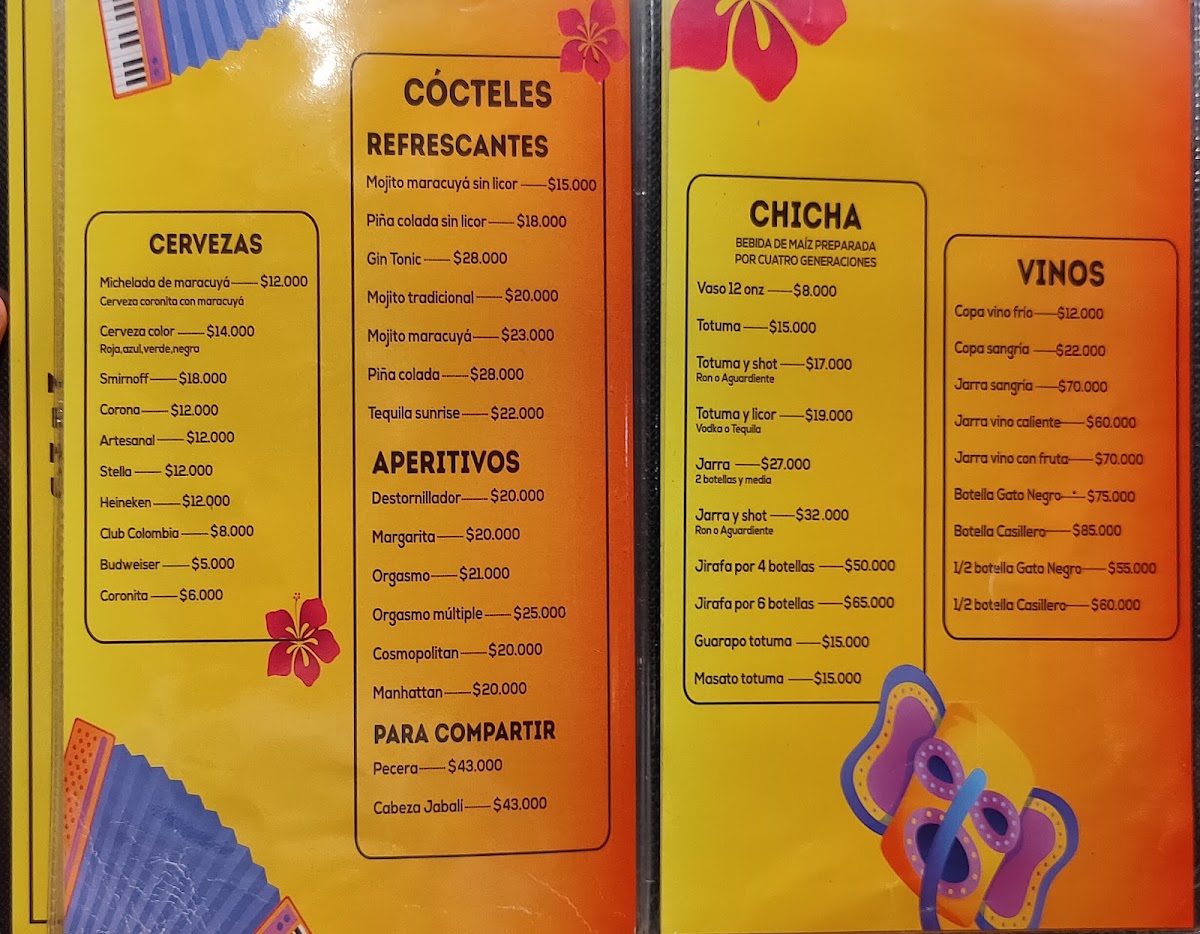 CERVEZAS
Michelada de maracuyá $12.000
Cerveza coronita con maracuyá
Cerveza color $14.000
Roja,azul,verde,negra
Smirnoff $18.000
Corona $12.000
Artesanal $12.000
Stella $12.000
Heineken $12.000
Club Colombia $8.000
Budweiser $5.000
Coronita $6.000
CÓCTELES
REFRESCANTES
Mojito maracuyá sin licor $15.000
Piña colada sin licor $18.000
Gin Tonic $28.000
Mojito tradicional $20.000
Mojito maracuyá $23.000
Piña colada $28.000
Tequila sunrise $22.000
APERITIVOS
Destornillador $20.000
Margarita $20.000
Orgasmo $21.000
Orgasmo múltiple $25.000
Cosmopolitan $20.000
Manhattan $20.000
PARA COMPARTIR
Pecera $43.000
Cabeza Jabalí $43.000
CHICHA
BEBIDA DE MAÍZ PREPARADA
POR CUATRO GENERACIONES
Vaso 12 onz $8.000
Totuma $15.000
Totuma y shot $17.000
Ron o Aguardiente
Totuma y licor $19.000
Vodka o Tequila
Jarra $27.000
2 botellas y media
Jarra y shot $32.000
Ron o Aguardiente
Jirafa por 4 botellas $50.000
Jirafa por 6 botellas $65.000
Guarapo totuma $15.000
Masato totuma $15.000
VINOS
Copa vino frío $12.000
Copa sangría $22.000
Jarra sangría $70.000
Jarra vino caliente $60.000
Jarra vino con fruta $70.000
Botella Gato Negro $75.000
Botella Casillero $85.000
1/2 botella Gato Negro $55.000
1/2 botella Casillero $60.000